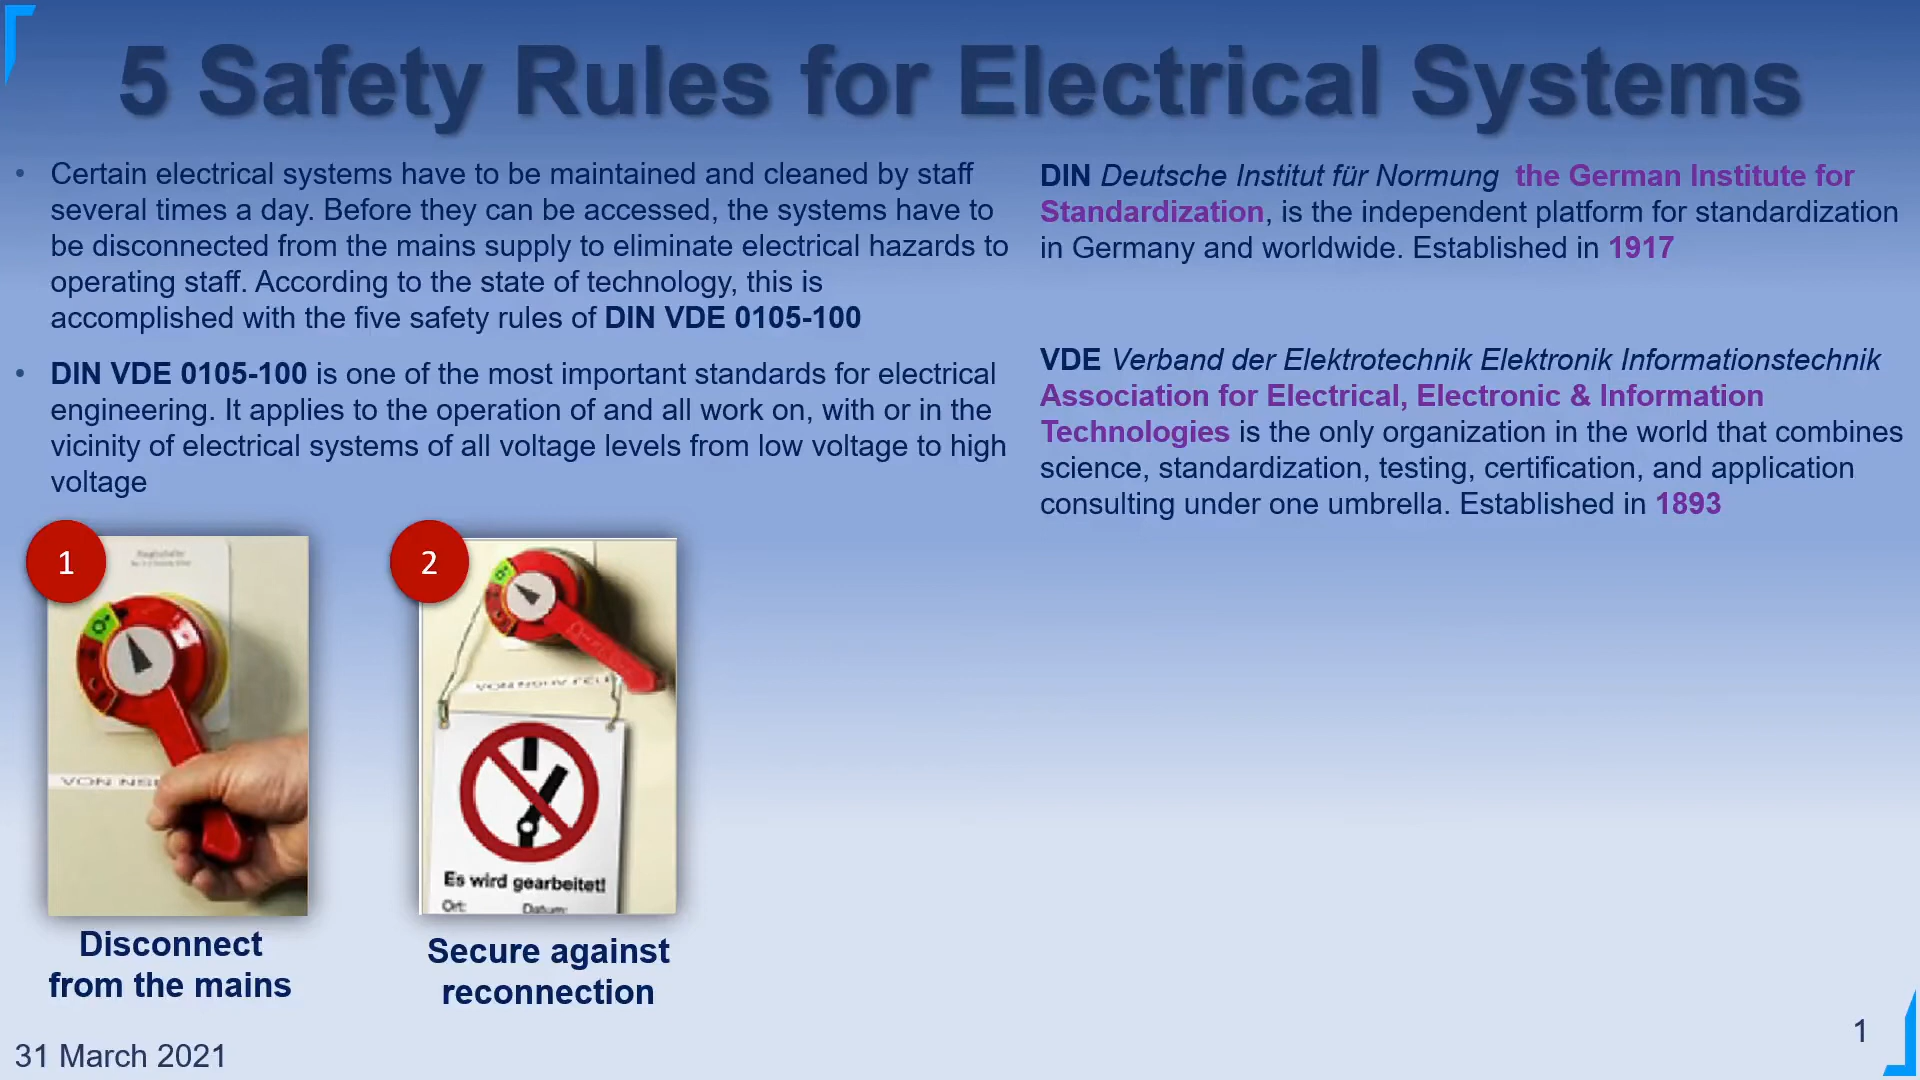 5 Safety Rules for Electrical Systems
• Certain electrical systems have to be maintained and cleaned by staff
several times a day. Before they can be accessed, the systems have to
be disconnected from the mains supply to eliminate electrical hazards to
operating staff. According to the state of technology, this is
accomplished with the five safety rules of DIN VDE 0105-100
• DIN VDE 0105-100 is one of the most important standards for electrical
engineering. It applies to the operation of and all work on, with or in the
vicinity of electrical systems of all voltage levels from low voltage to high
voltage
DIN Deutsche Institut für Normung the German Institute for
Standardization, is the independent platform for standardization
in Germany and worldwide. Established in 1917
VDE Verband der Elektrotechnik Elektronik Informationstechnik
Association for Electrical, Electronic & Information
Technologies is the only organization in the world that combines
science, standardization, testing, certification, and application
consulting under one umbrella. Established in 1893
1
VON
Disconnect
from the mains
2
VON NSHV
Es wird gearbeitet!
Ort: Datum:
Secure against
reconnection
31 March 2021
1